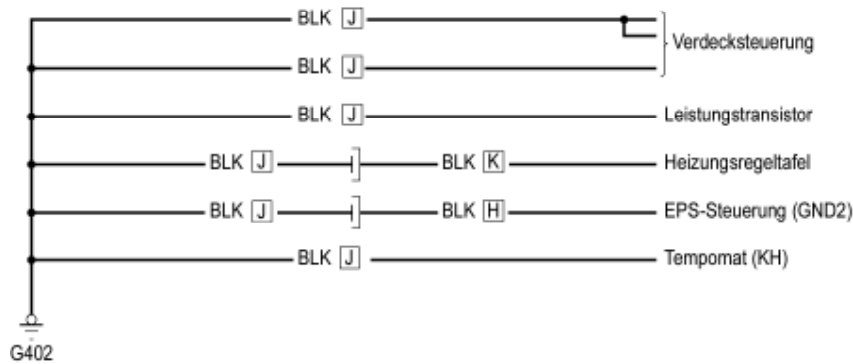 BLK J
Verdecksteuerung
BLK J
BLK J Leistungstransistor
BLK J BLK K Heizungsregeltafel
BLK J BLK H EPS-Steuerung (GND2)
BLK J Tempomat (KH)
G402